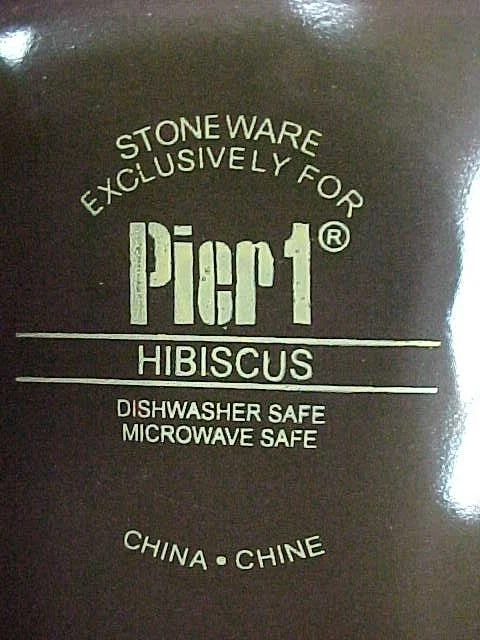 STONEWARE
EXCLUSIVELY FOR
Pier 1®
HIBISCUS
DISHWASHER SAFE
MICROWAVE SAFE
CHINA • CHINE